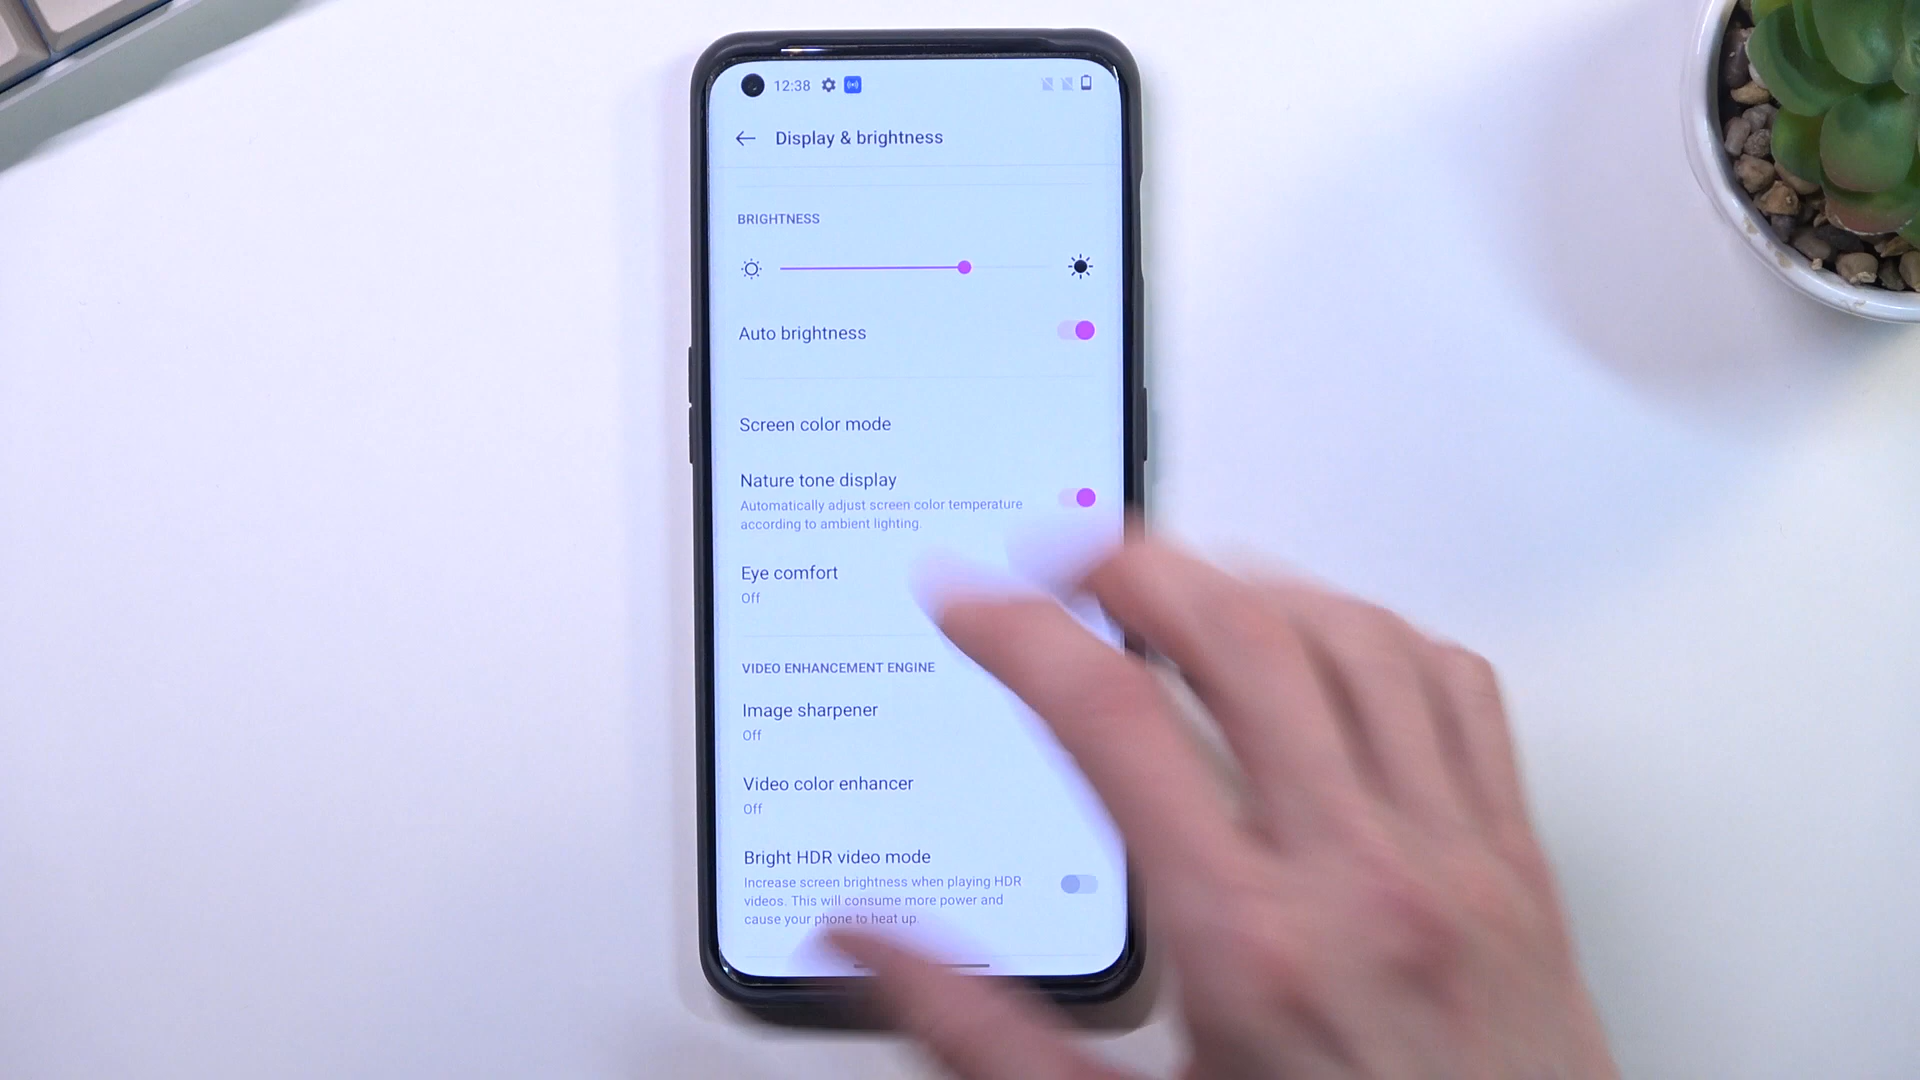 12:38
Display & brightness
BRIGHTNESS
Auto brightness
Screen color mode
Nature tone display
Automatically adjust screen color temperature
according to ambient lighting.
Eye comfort
Off
VIDEO ENHANCEMENT ENGINE
Image sharpener
Off
Video color enhancer
Off
Bright HDR video mode
Increase screen brightness when playing HDR
videos. This will consume more power and
cause your phone to heat up.